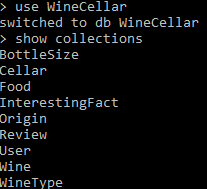 > use WineCellar
switched to db WineCellar
> show collections
BottleSize
Cellar
Food
InterestingFact
Origin
Review
User
Wine
WineType